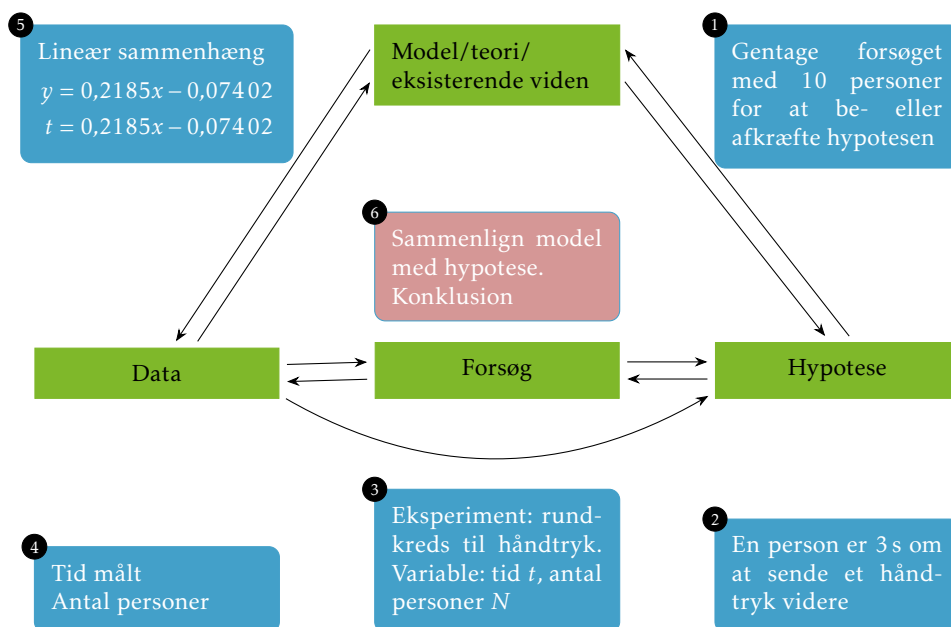 5
Lineær sammenhæng
y = 0,2185x − 0,07402
t = 0,2185x − 0,07402
Model/teori/
eksisterende viden
1
Gentage forsøget
med 10 personer
for at be- eller
afkræfte hypotesen
6
Sammenlign model
med hypotese.
Konklusion
Data
Forsøg
Hypotese
4
Tid målt
Antal personer
3
Eksperiment: rund-
kreds til håndtryk.
Variable: tid t, antal
personer N
2
En person er 3 s om
at sende et hånd-
tryk videre